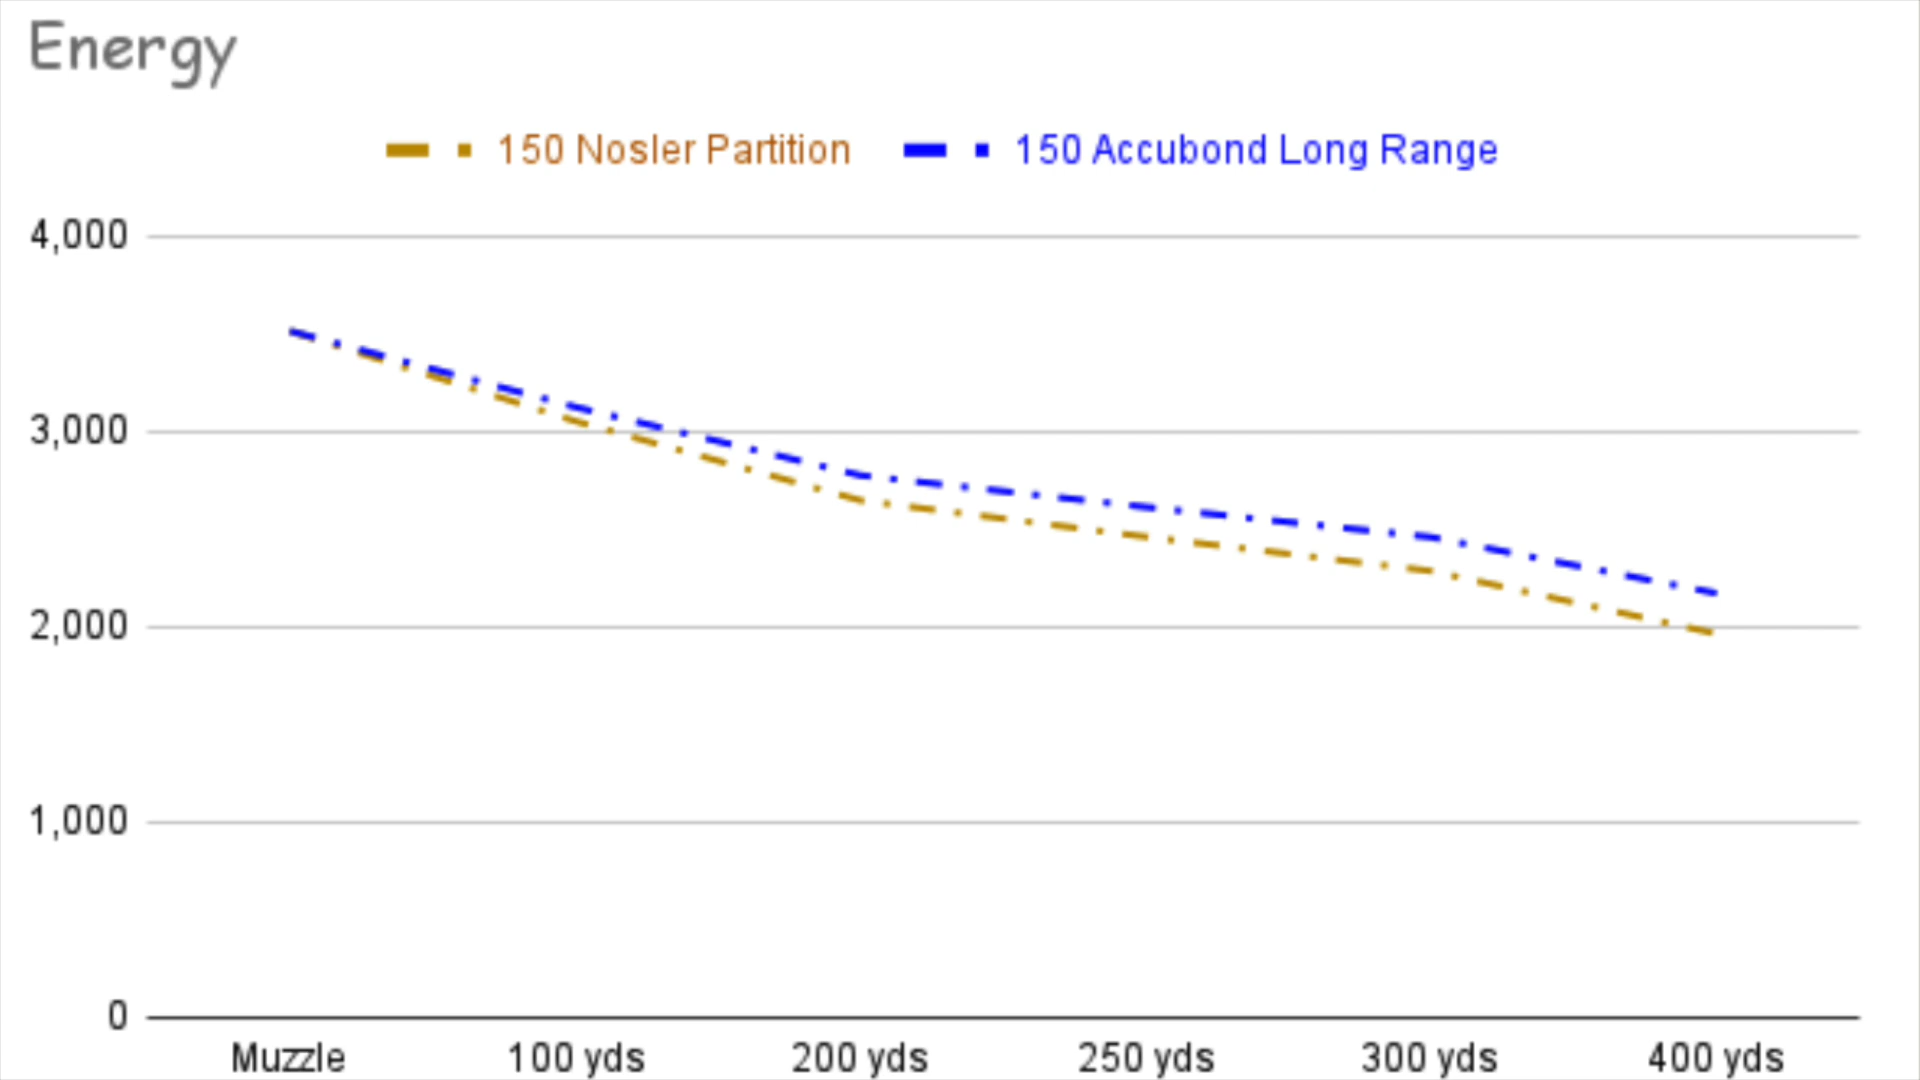 Energy
150 Nosler Partition 150 Accubond Long Range
4,000
3,000
2,000
1,000
0
Muzzle 100 yds 200 yds 250 yds 300 yds 400 yds